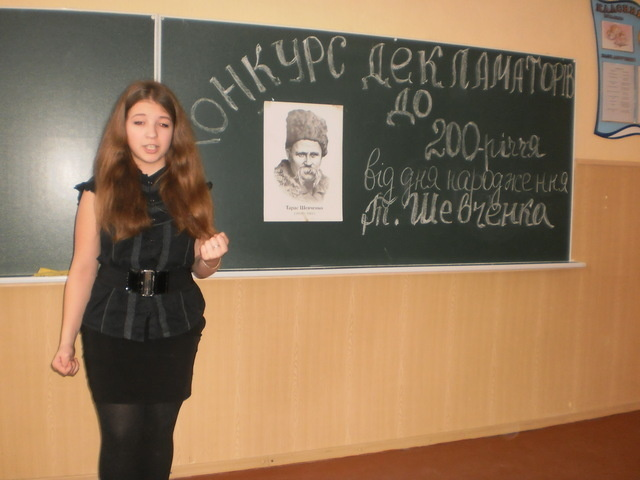 КОНКУРС ДЕКЛАМАТОРІВ
ДО
200 річчя
від дня народження
Т. Шевченка
Тарас Шевченко